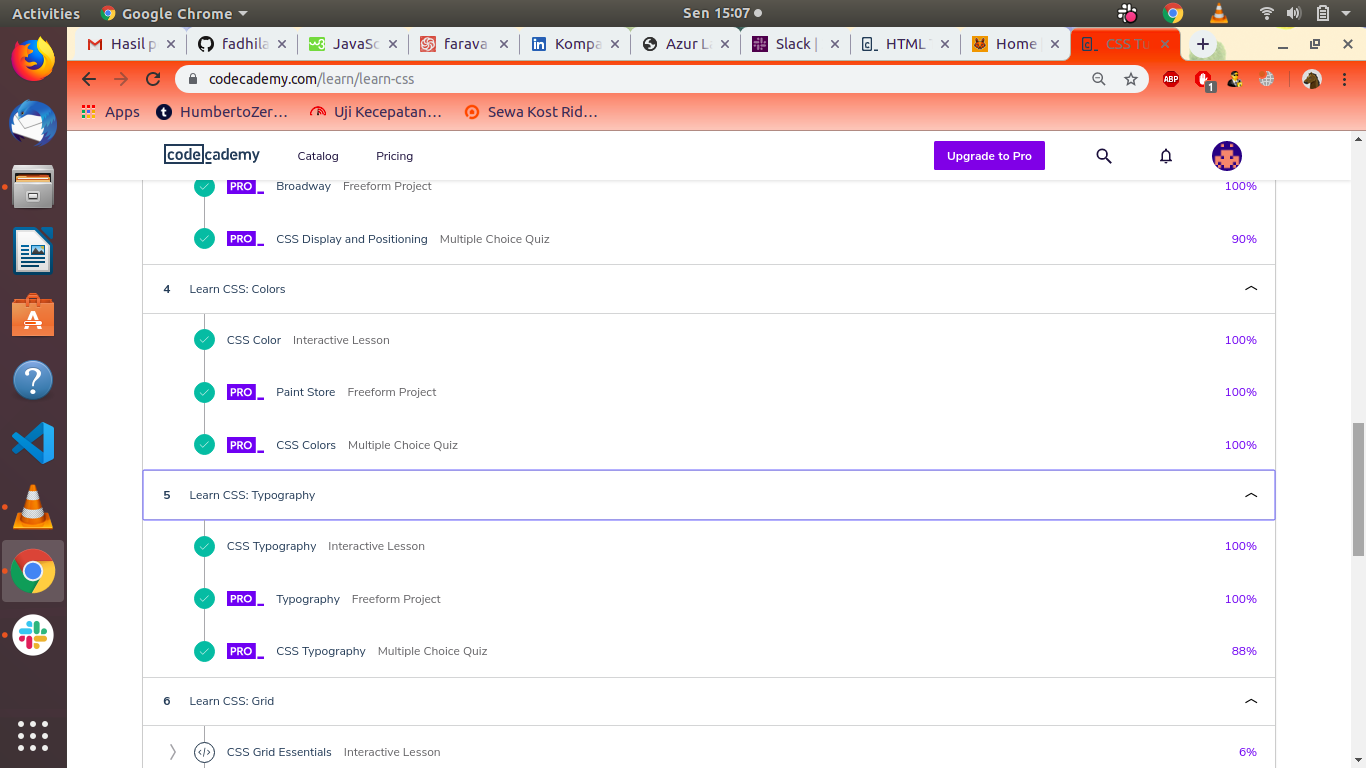 Activities Google Chrome Sen 15:07
Hasil p fadhila JavaSc farava Kompa Azur La Slack | HTML T Home | CSS Tu
codecademy.com/learn/learn-css
ABP 1
Apps HumbertoZer... Uji Kecepatan... Sewa Kost Rid...
codecademy Catalog Pricing Upgrade to Pro
PRO Broadway Freeform Project 100%
PRO CSS Display and Positioning Multiple Choice Quiz 90%
4 Learn CSS: Colors
CSS Color Interactive Lesson 100%
PRO Paint Store Freeform Project 100%
PRO CSS Colors Multiple Choice Quiz 100%
5 Learn CSS: Typography
CSS Typography Interactive Lesson 100%
PRO Typography Freeform Project 100%
PRO CSS Typography Multiple Choice Quiz 88%
6 Learn CSS: Grid
CSS Grid Essentials Interactive Lesson 6%